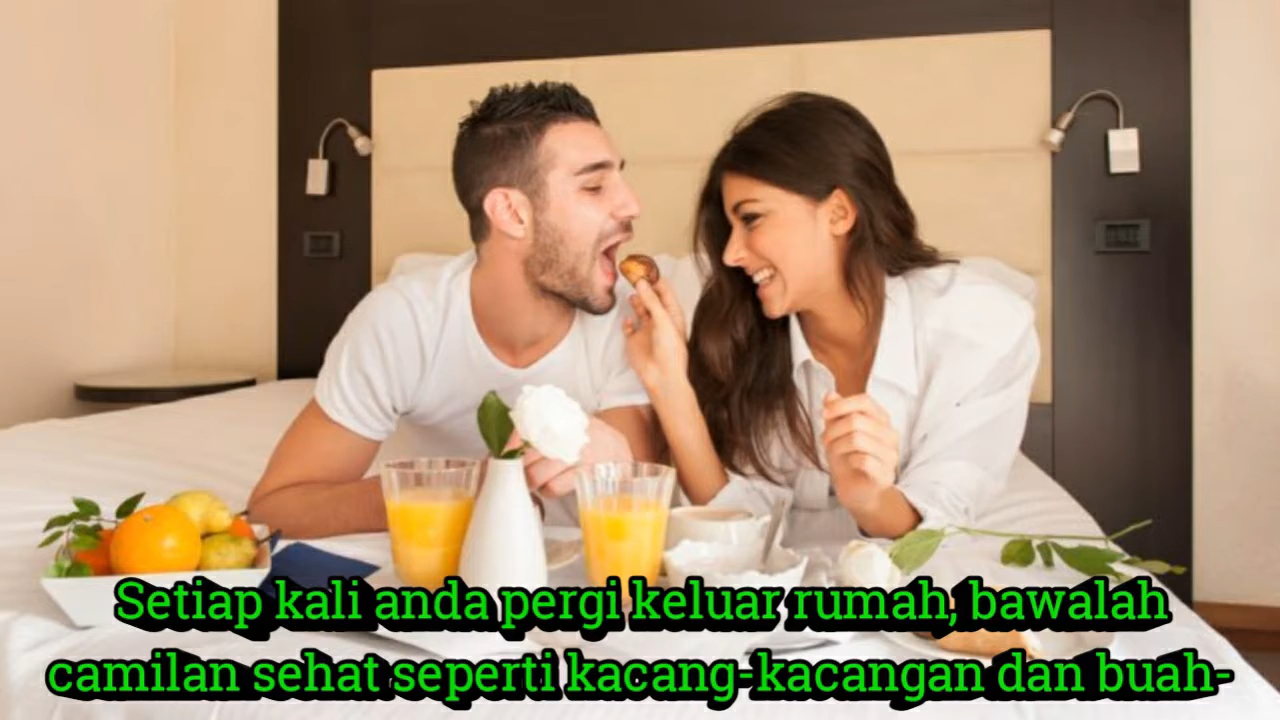 Setiap kali anda pergi keluar rumah, bawalah
camilan sehat seperti kacang-kacangan dan buah-